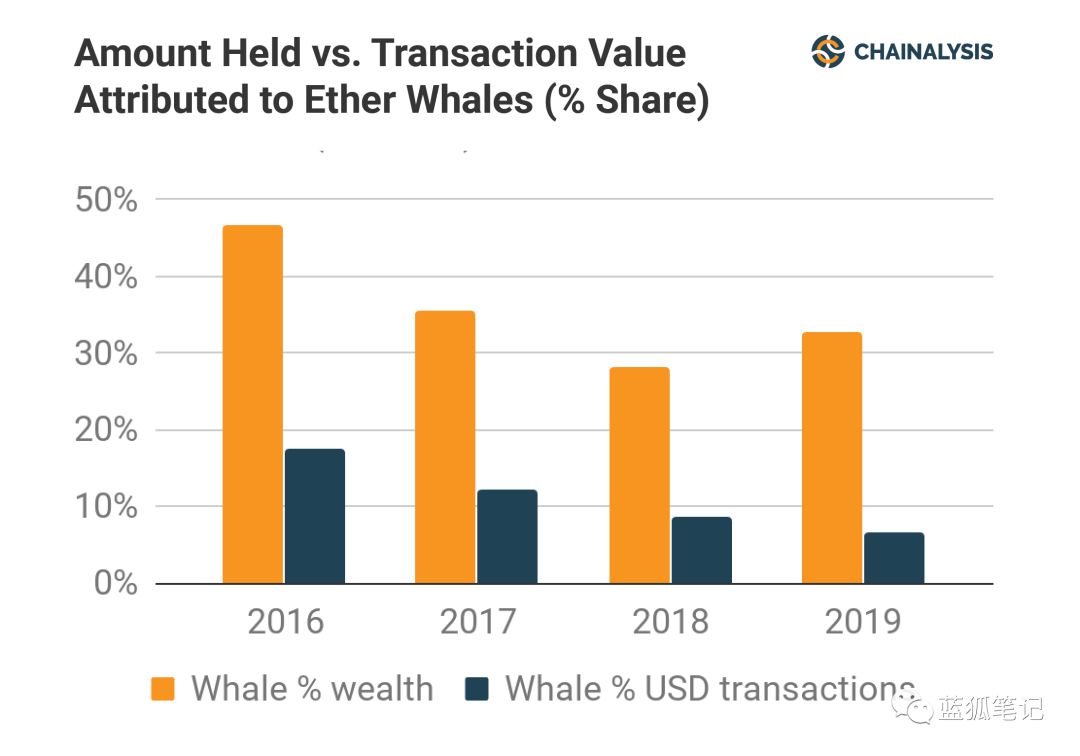 Amount Held vs. Transaction Value
Attributed to Ether Whales (% Share)
CHAINALYSIS
50%
40%
30%
20%
10%
0%
2016 2017 2018 2019
Whale % wealth Whale % USD transactions
蓝狐笔记